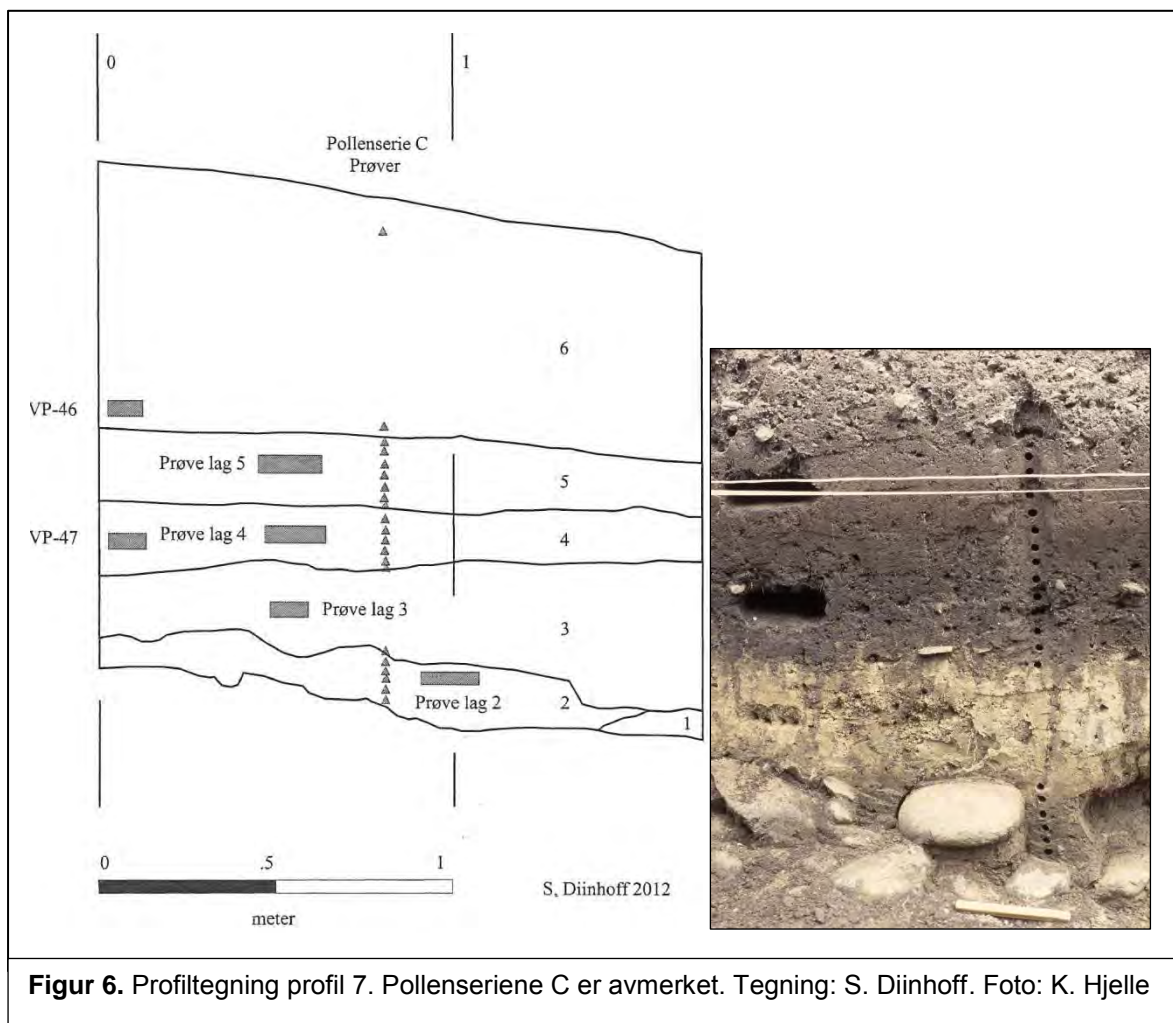 0 1
Pollenserie C
Prøver
6
VP-46
Prøve lag 5
5
VP-47
Prøve lag 4
4
Prøve lag 3
3
Prøve lag 2
2
1
0 .5 1
meter
S, Diinhoff 2012
Figur 6. Profiltegning profil 7. Pollenseriene C er avmerket. Tegning: S. Diinhoff. Foto: K. Hjelle